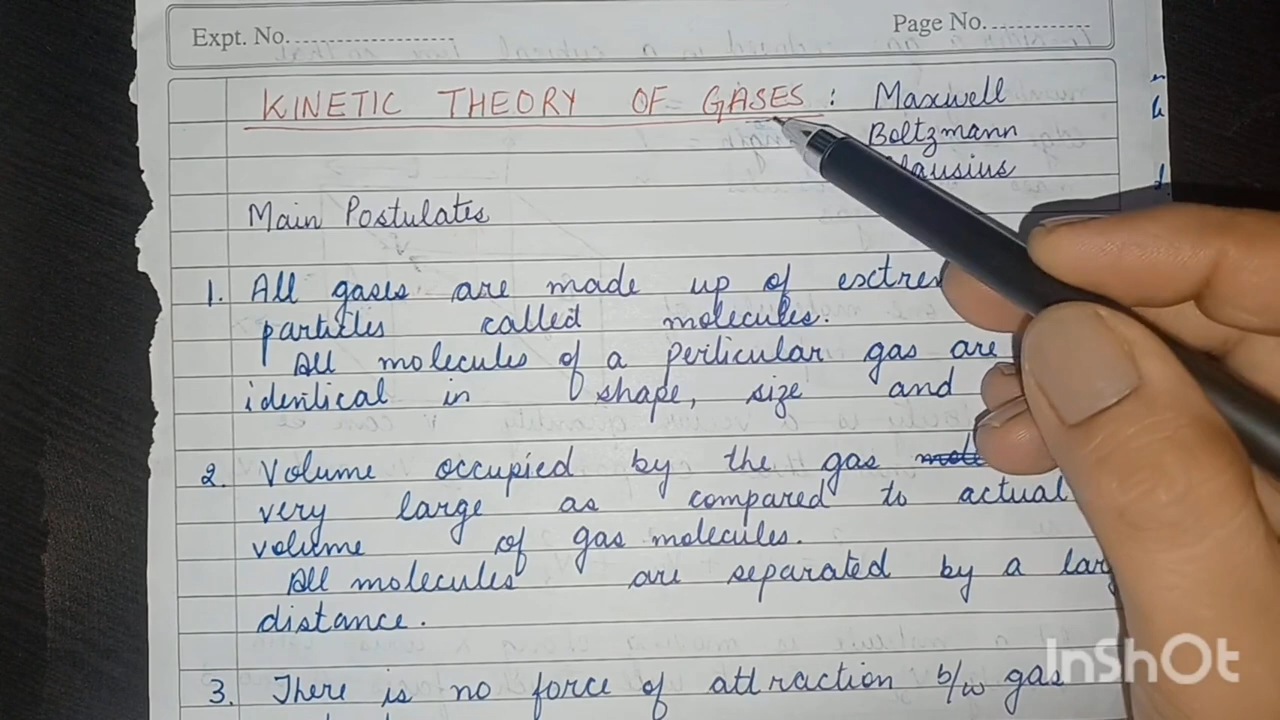 Expt. No.................... Page No..............
KINETIC THEORY OF GASES : Maxwell
Boltzmann
Main Postulates
1. All gases are made up of
particles called molecules.
All molecules of a perticular gas are
identical in shape, size and
2. Volume occupied by the gas
very large as compared to actual
volume of gas molecules.
All molecules are separated by a
distance.
3. There is no force of attraction b/w gas
InShOt